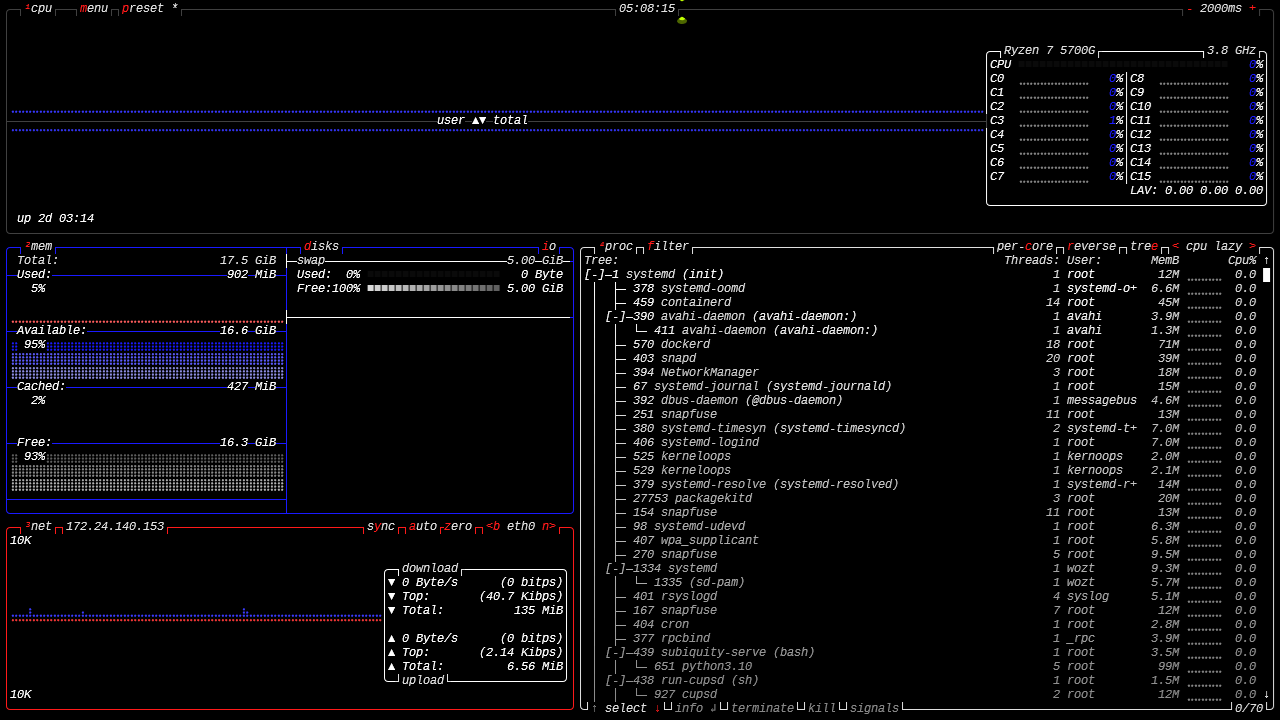 ¹cpu menu preset * 05:08:15 - 2000ms +
Ryzen 7 5700G 3.8 GHz
CPU 0%
C0 0% C8 0%
C1 0% C9 0%
C2 0% C10 0%
C3 1% C11 0%
C4 0% C12 0%
C5 0% C13 0%
C6 0% C14 0%
C7 0% C15 0%
LAV: 0.00 0.00 0.00
user ▲▼ total
up 2d 03:14
²mem disks io
Total: 17.5 GiB
Used: 902 MiB
5%
Available: 16.6 GiB
95%
Cached: 427 MiB
2%
Free: 16.3 GiB
93%
swap 5.00 GiB
Used: 0% 0 Byte
Free:100% 5.00 GiB
³net 172.24.140.153 sync auto zero <b eth0 n>
10K
download
▼ 0 Byte/s (0 bitps)
▼ Top: (40.7 Kibps)
▼ Total: 135 MiB
▲ 0 Byte/s (0 bitps)
▲ Top: (2.14 Kibps)
▲ Total: 6.56 MiB
upload
10K
⁴proc filter per-core reverse tree < cpu lazy >
Tree: Threads: User: MemB Cpu% ↑
[-]─1 systemd (init) 1 root 12M 0.0
├─ 378 systemd-oomd 1 systemd-o+ 6.6M 0.0
├─ 459 containerd 14 root 45M 0.0
[-]─390 avahi-daemon (avahi-daemon:) 1 avahi 3.9M 0.0
└─ 411 avahi-daemon (avahi-daemon:) 1 avahi 1.3M 0.0
├─ 570 dockerd 18 root 71M 0.0
├─ 403 snapd 20 root 39M 0.0
├─ 394 NetworkManager 3 root 18M 0.0
├─ 67 systemd-journal (systemd-journald) 1 root 15M 0.0
├─ 392 dbus-daemon (@dbus-daemon) 1 messagebus 4.6M 0.0
├─ 251 snapfuse 11 root 13M 0.0
├─ 380 systemd-timesyn (systemd-timesyncd) 2 systemd-t+ 7.0M 0.0
├─ 406 systemd-logind 1 root 7.0M 0.0
├─ 525 kerneloops 1 kernoops 2.0M 0.0
├─ 529 kerneloops 1 kernoops 2.1M 0.0
├─ 379 systemd-resolve (systemd-resolved) 1 systemd-r+ 14M 0.0
├─ 27753 packagekitd 3 root 20M 0.0
├─ 154 snapfuse 11 root 13M 0.0
├─ 98 systemd-udevd 1 root 6.3M 0.0
├─ 407 wpa_supplicant 1 root 5.8M 0.0
├─ 270 snapfuse 5 root 9.5M 0.0
[-]─1334 systemd 1 wozt 9.3M 0.0
└─ 1335 (sd-pam) 1 wozt 5.7M 0.0
├─ 401 rsyslogd 4 syslog 5.1M 0.0
├─ 167 snapfuse 7 root 12M 0.0
├─ 404 cron 1 root 2.8M 0.0
├─ 377 rpcbind 1 _rpc 3.9M 0.0
[-]─439 subiquity-serve (bash) 1 root 3.5M 0.0
└─ 651 python3.10 5 root 99M 0.0
[-]─438 run-cupsd (sh) 1 root 1.5M 0.0
└─ 927 cupsd 2 root 12M 0.0 ↓
↑ select ↓ info ↲ terminate kill signals 0/70